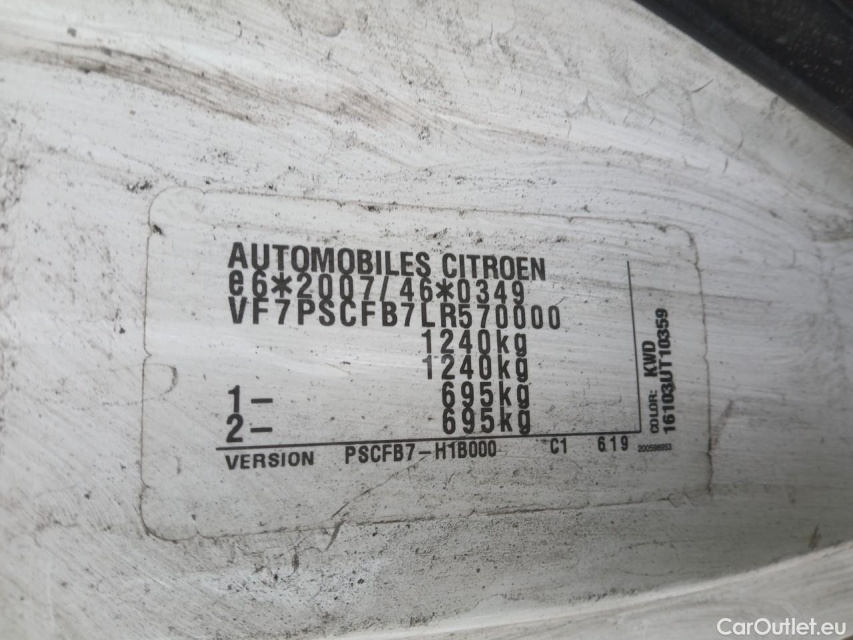 AUTOMOBILES CITROEN
e6*2007/46*0349
VF7PSCFB7LR570000
1240kg
1240kg
1- 695kg
2- 695kg
VERSION PSCFB7-H1B000 C1 619
COLOR: KWD
16103UT10359
CarOutlet.eu